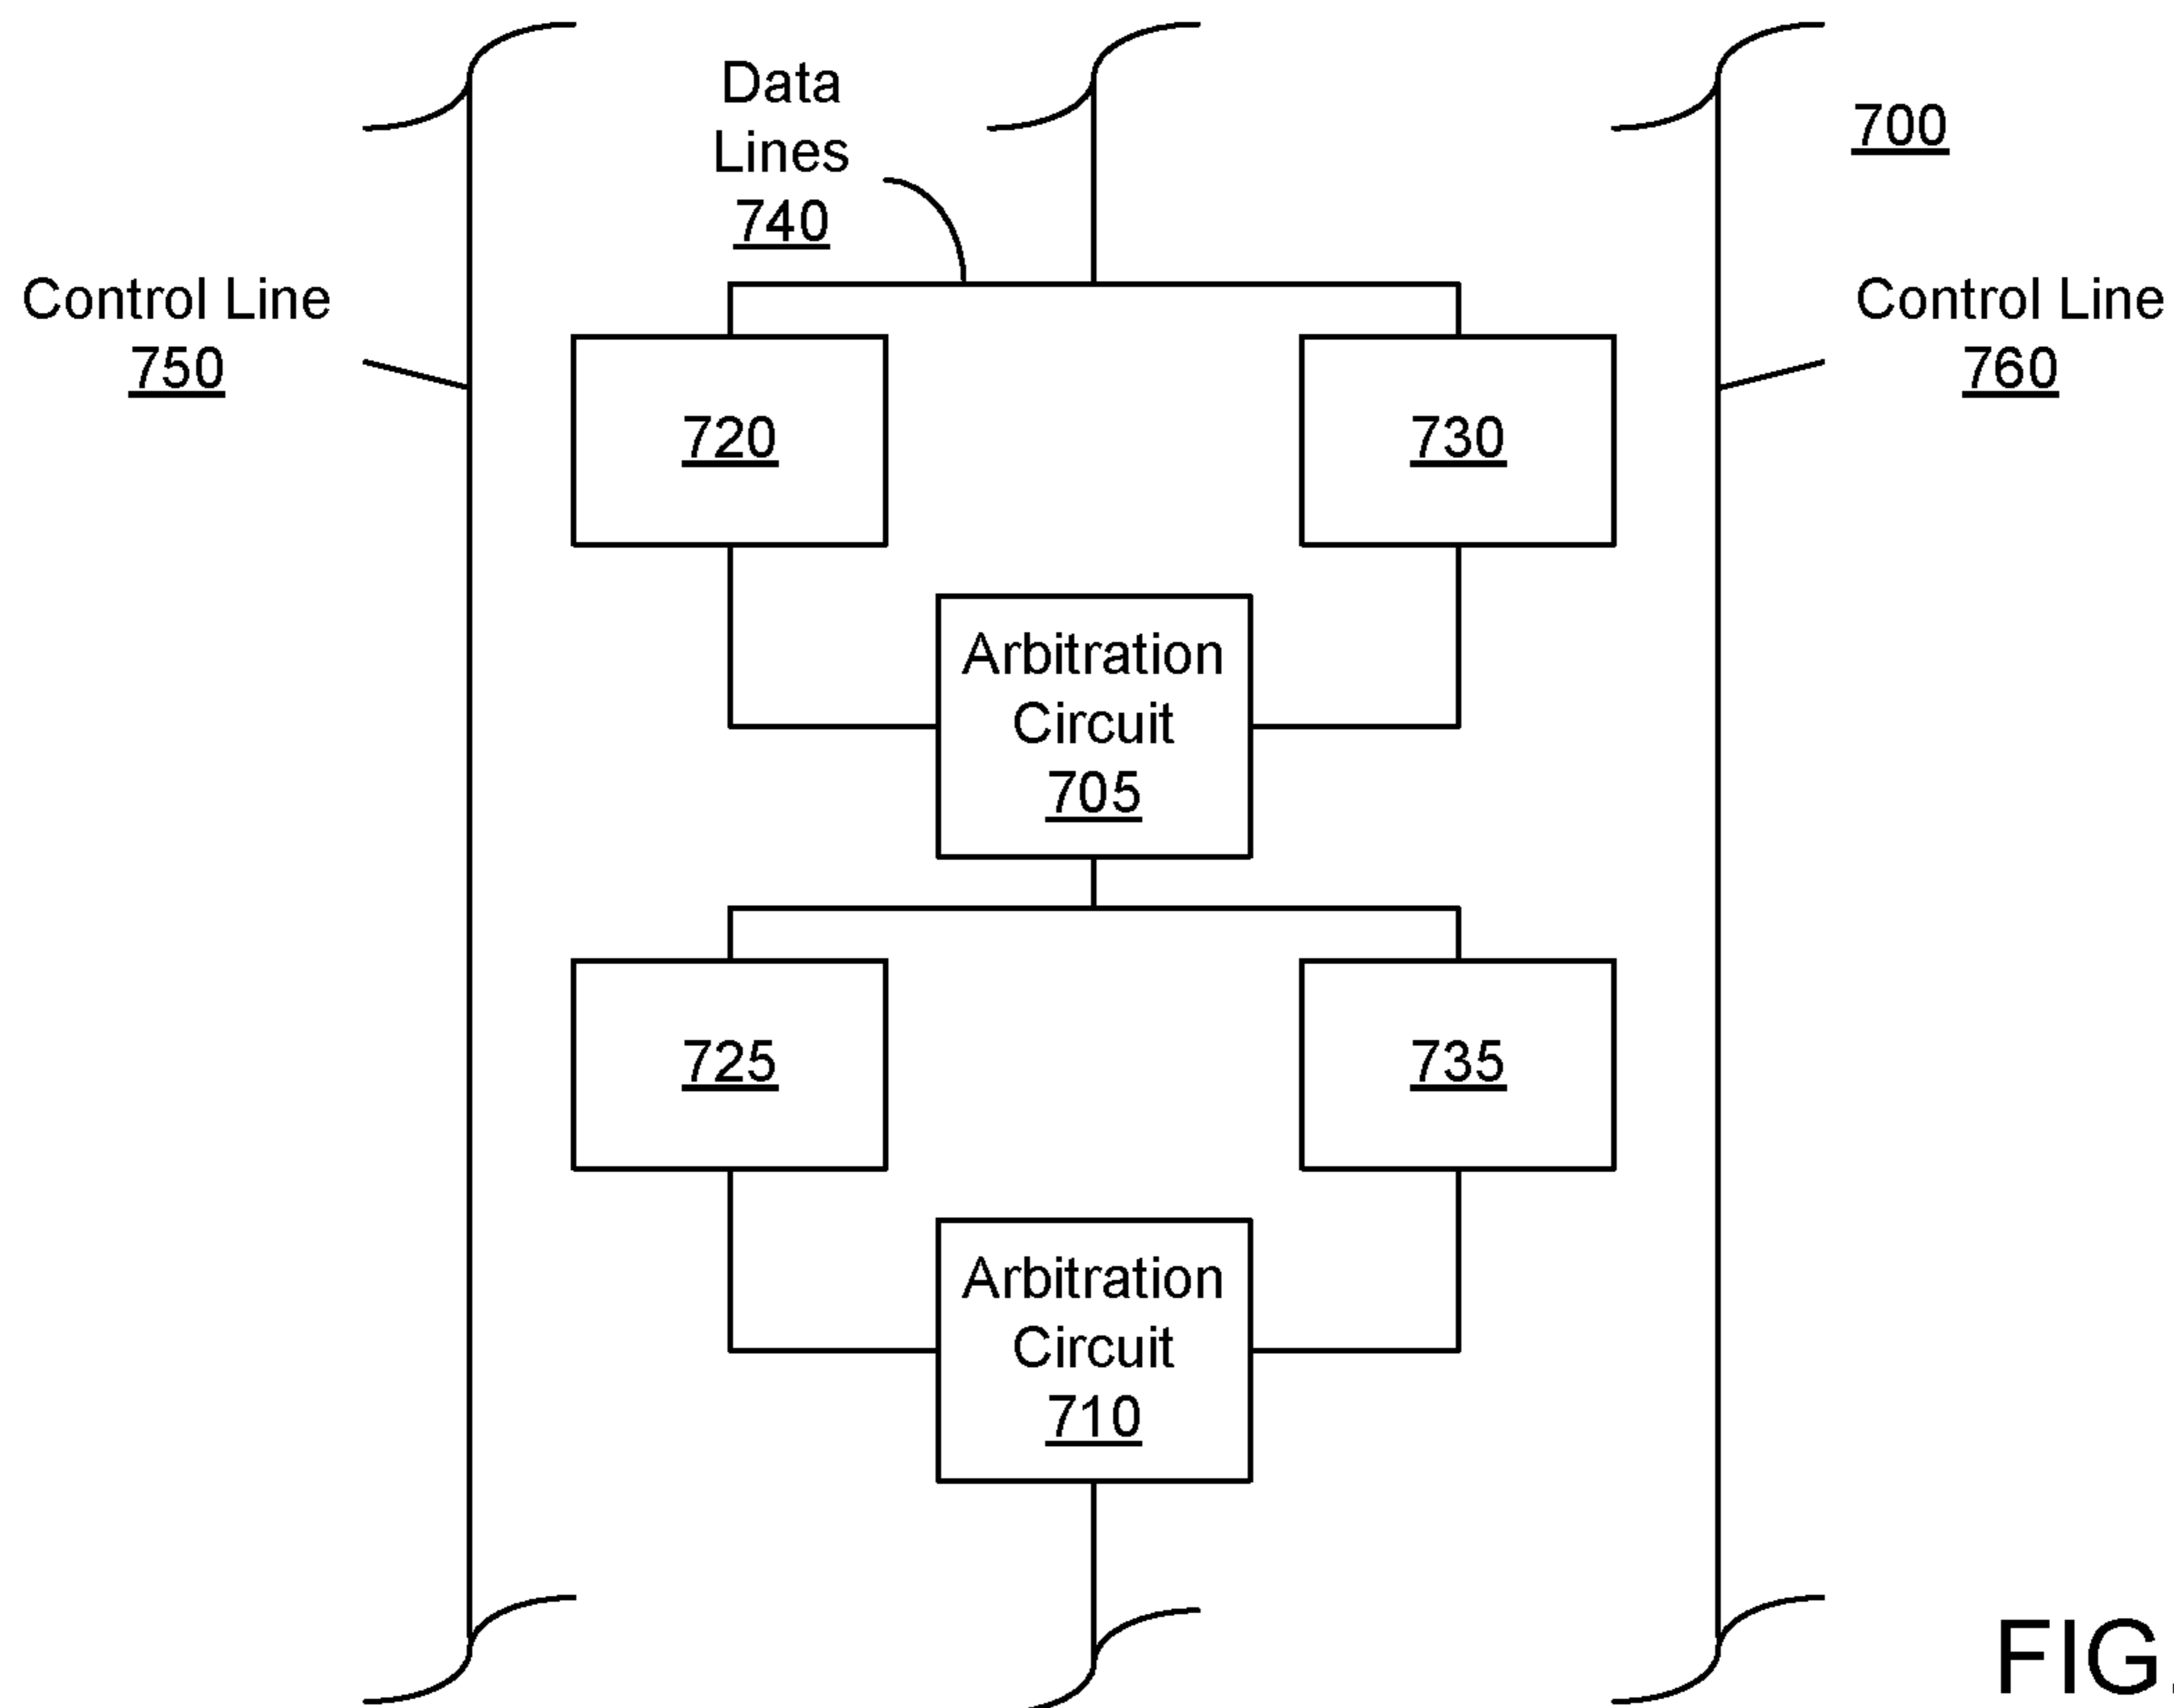 Data
Lines
740
700
Control Line
750
Control Line
760
720
730
Arbitration
Circuit
705
725
735
Arbitration
Circuit
710
FIG.